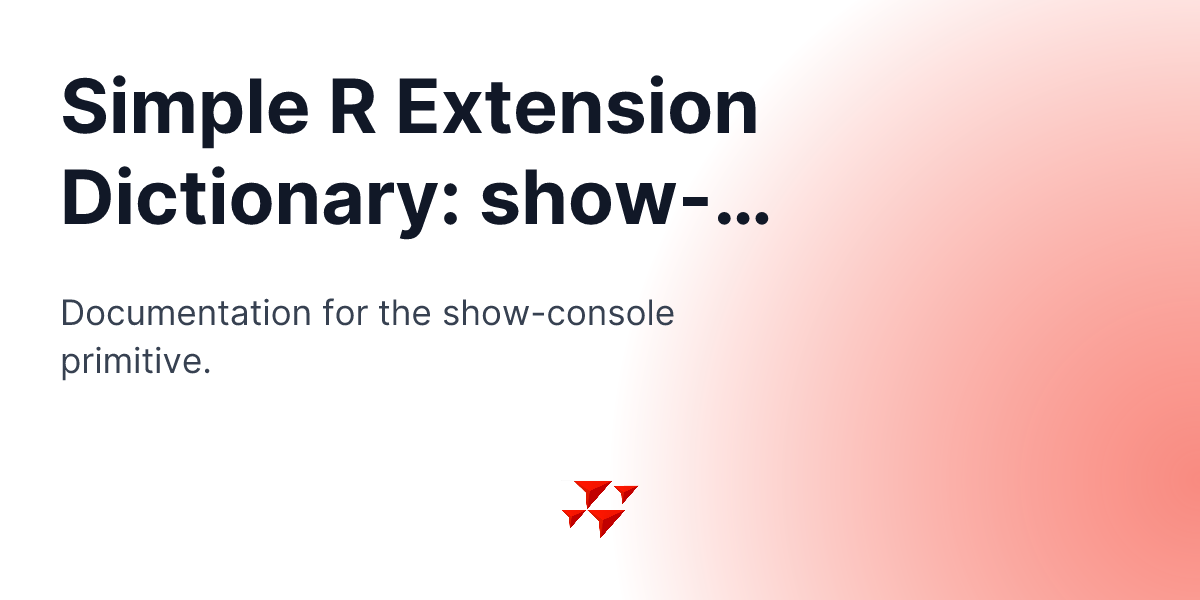 Simple R Extension
Dictionary: show-...
Documentation for the show-console
primitive.